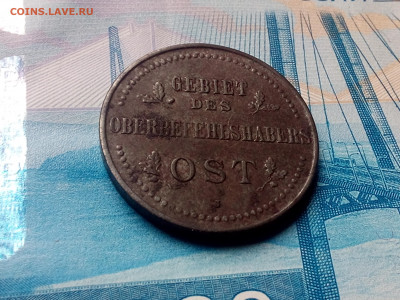 COINS.LAVE.RU
GEBIET
DES
OBERBEFEHLSHABERS
OST